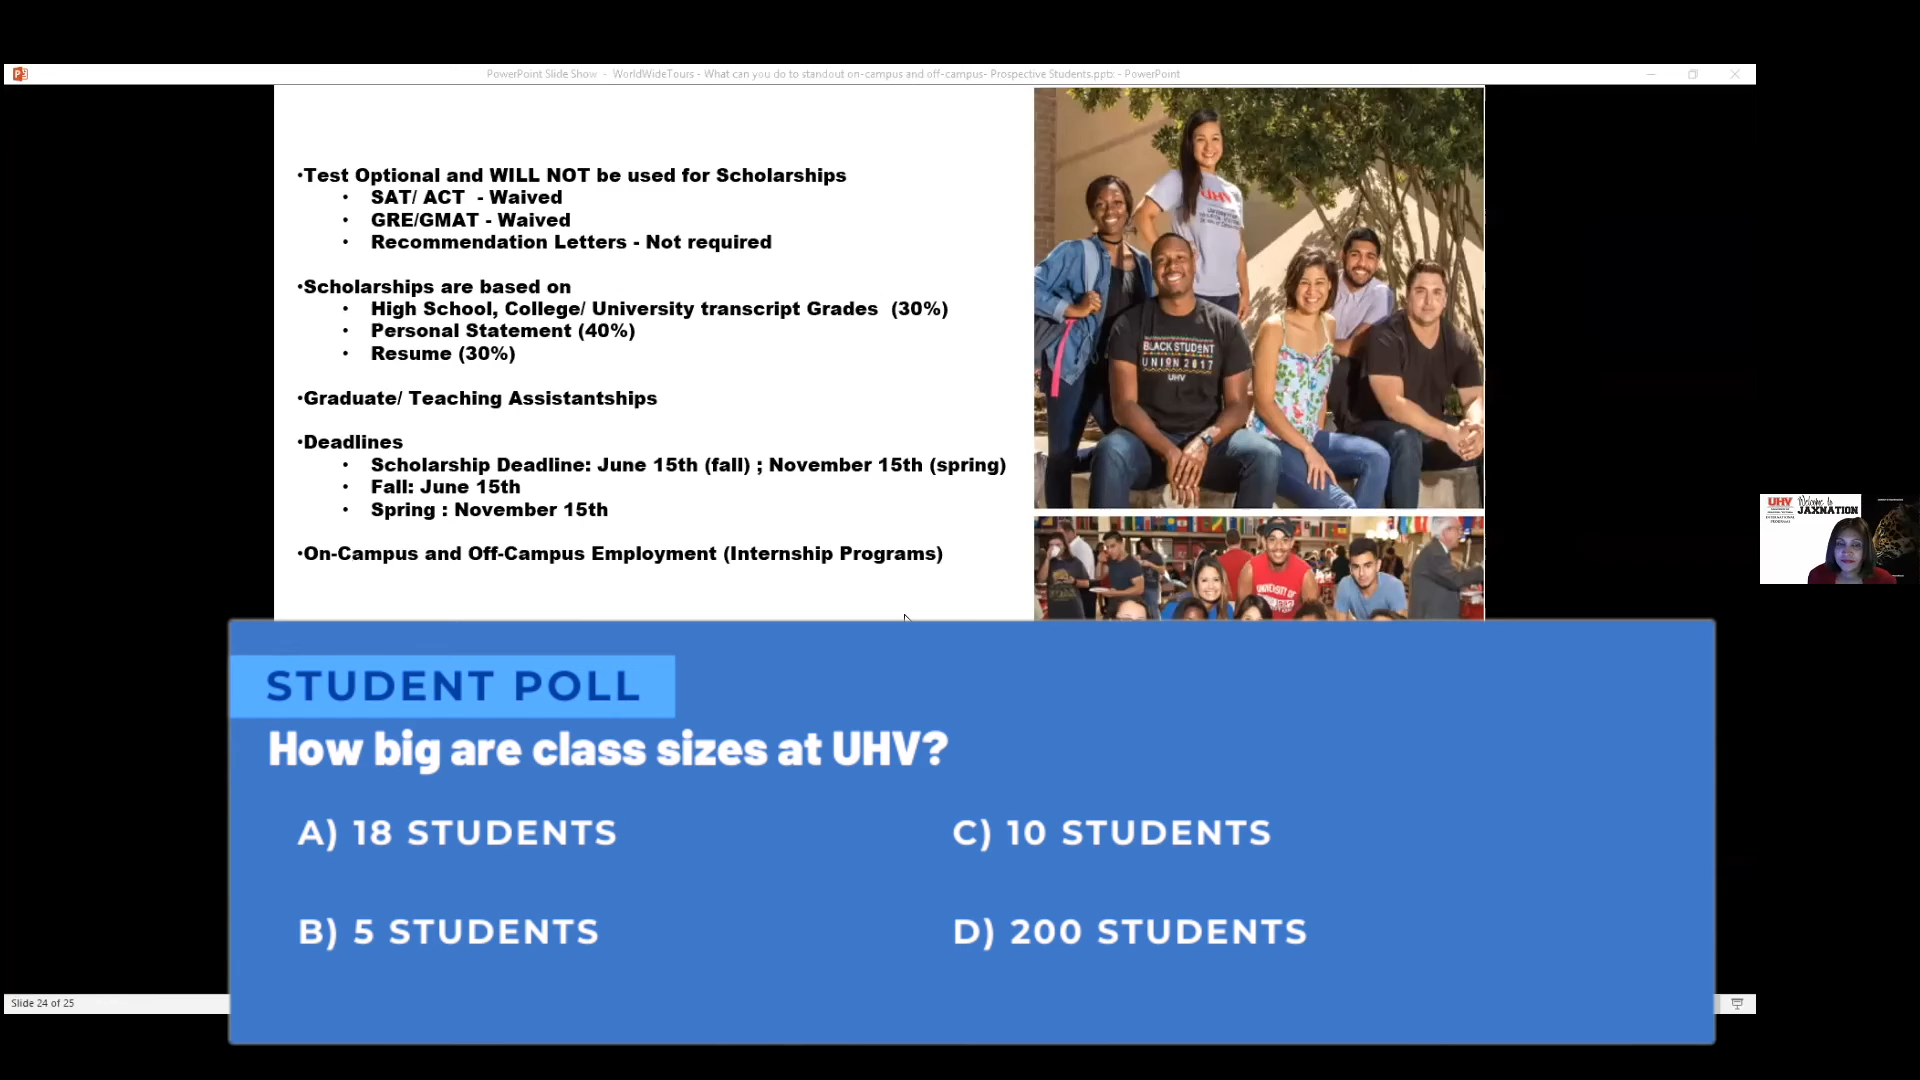 PowerPoint Slide Show - WorldWideTours - What can you do to standout on-campus and off-campus- Prospective Students.pptx - PowerPoint
•Test Optional and WILL NOT be used for Scholarships
• SAT/ ACT - Waived
• GRE/GMAT - Waived
• Recommendation Letters - Not required
•Scholarships are based on
• High School, College/ University transcript Grades (30%)
• Personal Statement (40%)
• Resume (30%)
•Graduate/ Teaching Assistantships
•Deadlines
• Scholarship Deadline: June 15th (fall) ; November 15th (spring)
• Fall: June 15th
• Spring : November 15th
•On-Campus and Off-Campus Employment (Internship Programs)
UHV
BLACK STUDENT
UNION 2017
UHV
UNIVERSITY OF
UHV
Welcome to
JAXNATION
STUDENT POLL
How big are class sizes at UHV?
A) 18 STUDENTS
B) 5 STUDENTS
C) 10 STUDENTS
D) 200 STUDENTS
Slide 24 of 25